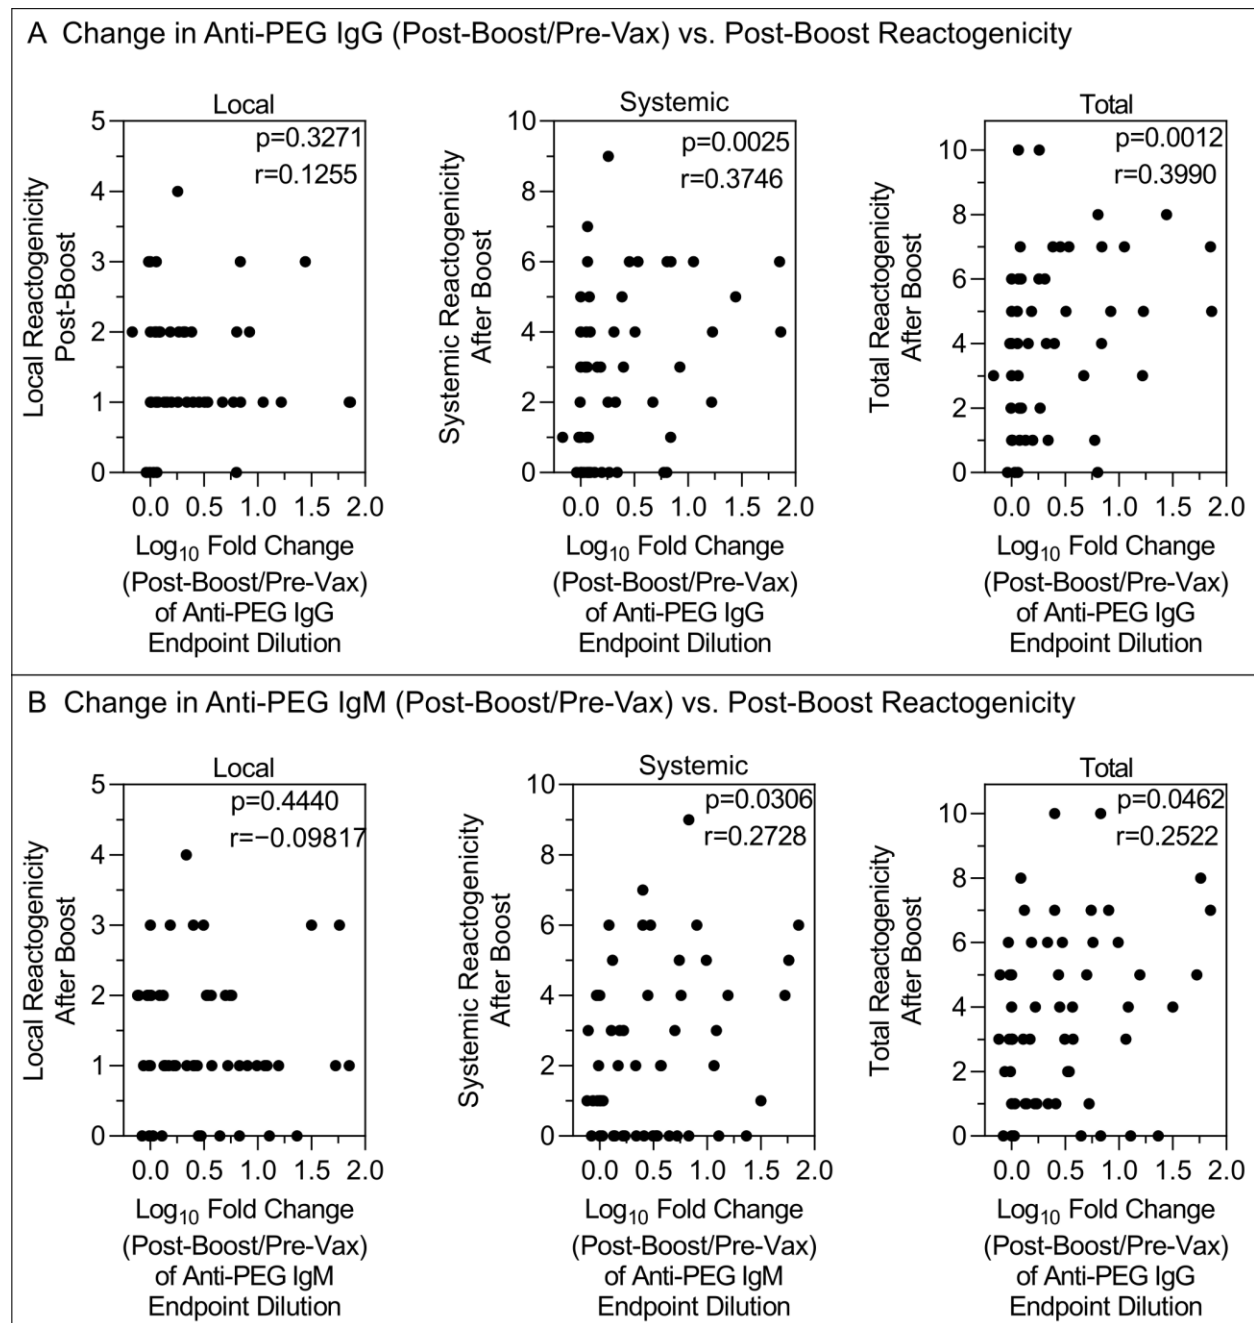 A Change in Anti-PEG IgG (Post-Boost/Pre-Vax) vs. Post-Boost Reactogenicity
Local
p=0.3271
r=0.1255
Local Reactogenicity
Post-Boost
5
4
3
2
1
0
0.0 0.5 1.0 1.5 2.0
Log₁₀ Fold Change
(Post-Boost/Pre-Vax)
of Anti-PEG IgG
Endpoint Dilution
Systemic
p=0.0025
r=0.3746
Systemic Reactogenicity
After Boost
10
8
6
4
2
0
0.0 0.5 1.0 1.5 2.0
Log₁₀ Fold Change
(Post-Boost/Pre-Vax)
of Anti-PEG IgG
Endpoint Dilution
Total
p=0.0012
r=0.3990
Total Reactogenicity
After Boost
10
8
6
4
2
0
0.0 0.5 1.0 1.5 2.0
Log₁₀ Fold Change
(Post-Boost/Pre-Vax)
of Anti-PEG IgG
Endpoint Dilution
B Change in Anti-PEG IgM (Post-Boost/Pre-Vax) vs. Post-Boost Reactogenicity
Local
p=0.4440
r=−0.09817
Local Reactogenicity
After Boost
5
4
3
2
1
0
0.0 0.5 1.0 1.5 2.0
Log₁₀ Fold Change
(Post-Boost/Pre-Vax)
of Anti-PEG IgM
Endpoint Dilution
Systemic
p=0.0306
r=0.2728
Systemic Reactogenicity
After Boost
10
8
6
4
2
0
0.0 0.5 1.0 1.5 2.0
Log₁₀ Fold Change
(Post-Boost/Pre-Vax)
of Anti-PEG IgM
Endpoint Dilution
Total
p=0.0462
r=0.2522
Total Reactogenicity
After Boost
10
8
6
4
2
0
0.0 0.5 1.0 1.5 2.0
Log₁₀ Fold Change
(Post-Boost/Pre-Vax)
of Anti-PEG IgG
Endpoint Dilution